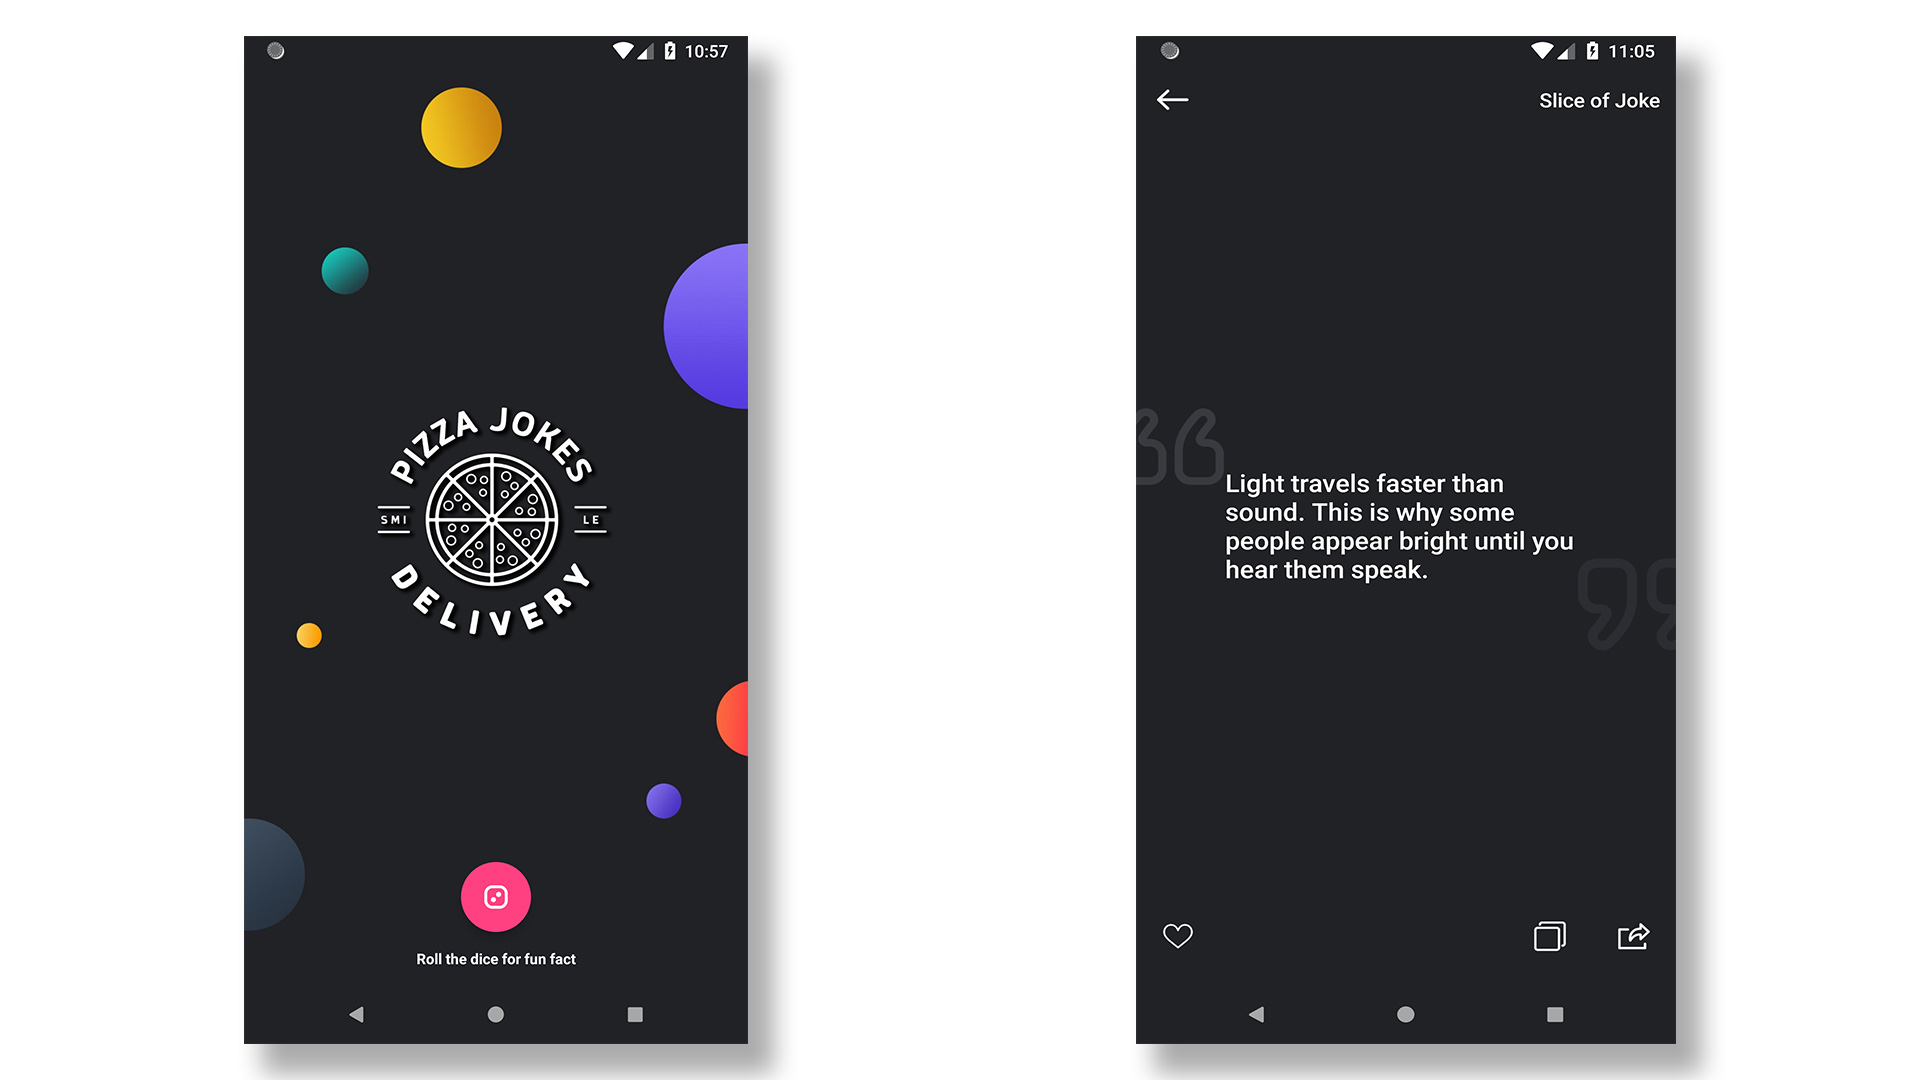 10:57
PIZZA JOKES
SMI LE
DELIVERY
Roll the dice for fun fact
11:05
Slice of Joke
Light travels faster than
sound. This is why some
people appear bright until you
hear them speak.